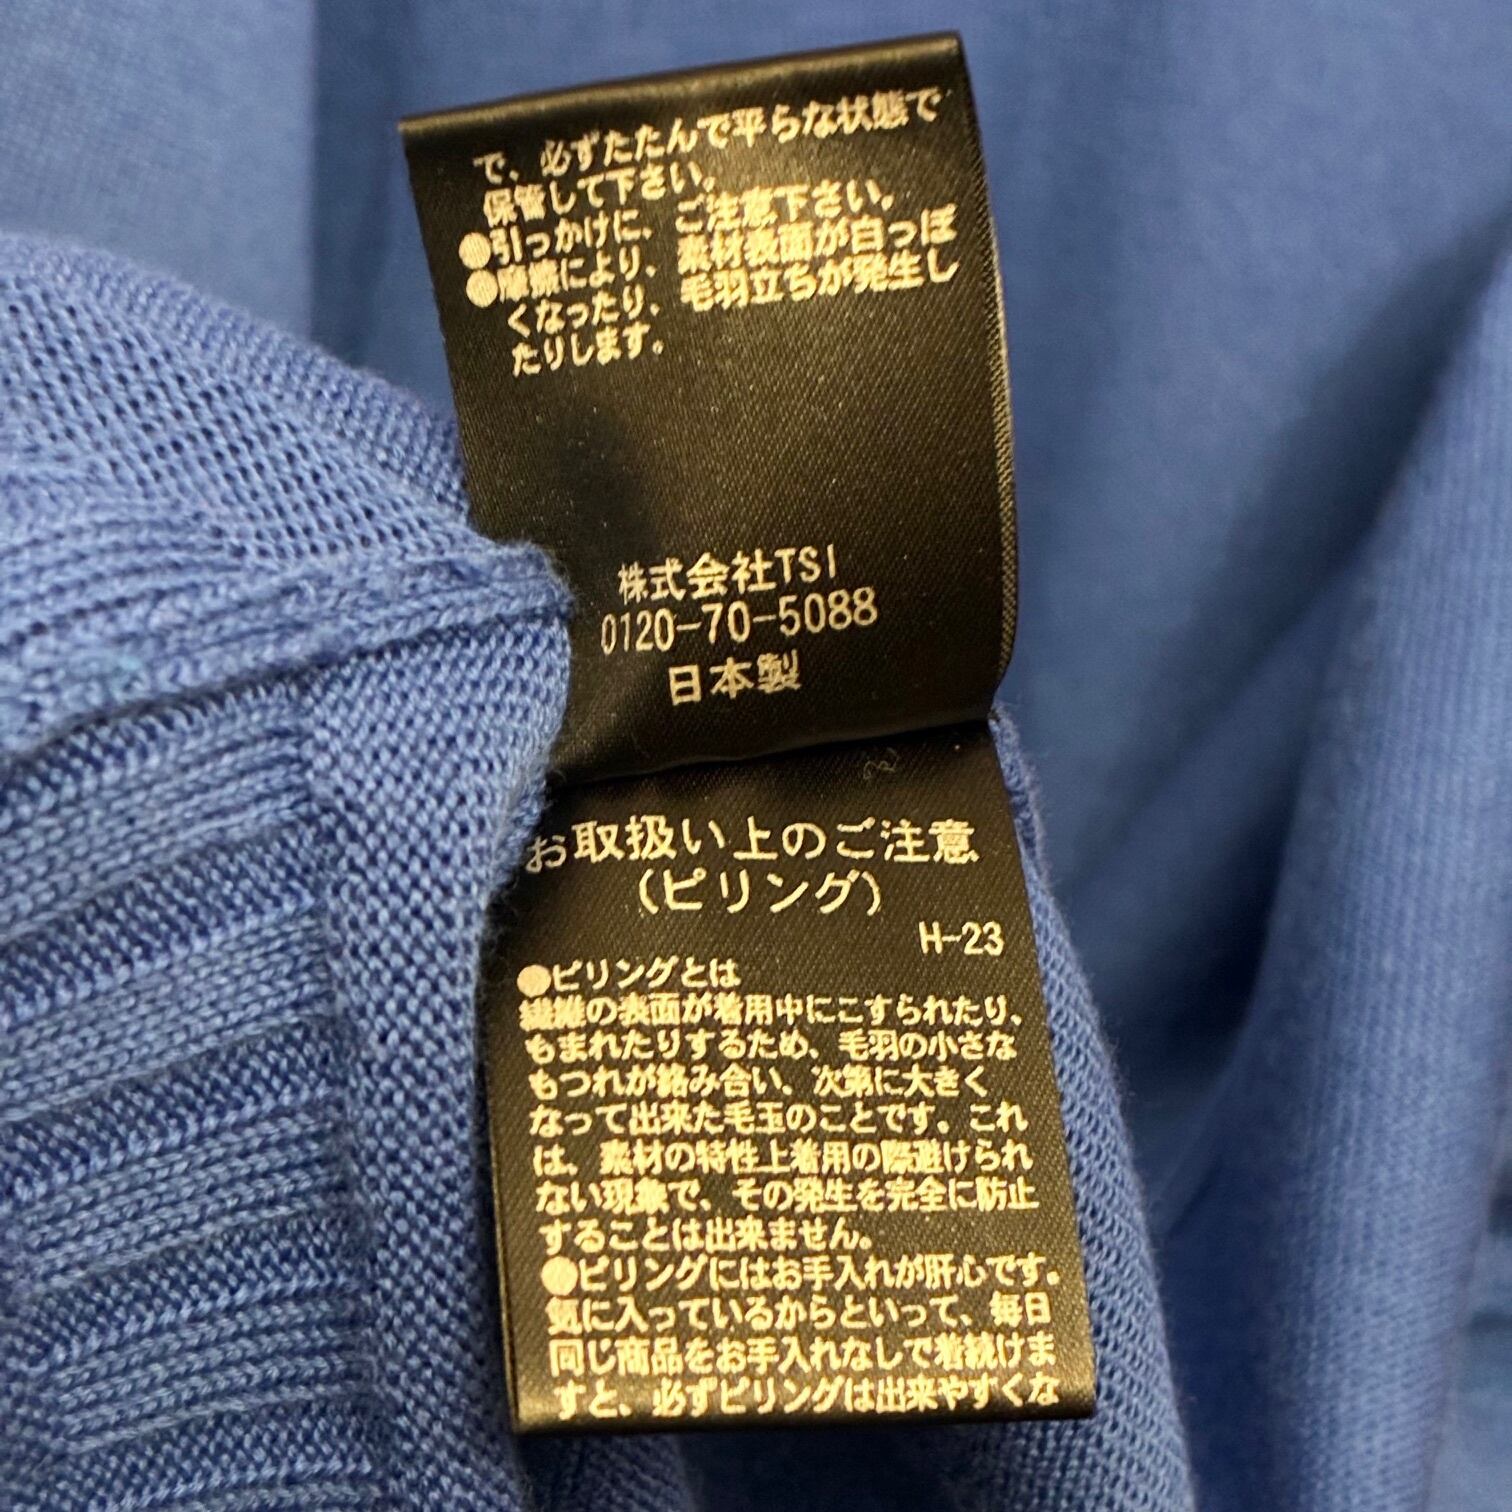 で、必ずたたんで平らな状態で
保管して下さい。
●引っかけに、ご注意下さい。
●摩擦により、素材表面が白っぽ
くなったり、毛羽立ちが発生し
たりします。
株式会社TSI
0120-70-5088
日本製
お取扱い上のご注意
(ピリング)
H-23
●ピリングとは
繊維の表面が着用中にこすられたり、
もまれたりするため、毛羽の小さな
もつれが絡み合い、次第に大きく
なって出来た毛玉のことです。これ
は、素材の特性上着用の際避けられ
ない現象で、その発生を完全に防止
することは出来ません。
●ピリングにはお手入れが肝心です。
気に入っているからといって、毎日
同じ商品をお手入れなしで着続けま
すと、必ずピリングは出来やすくな